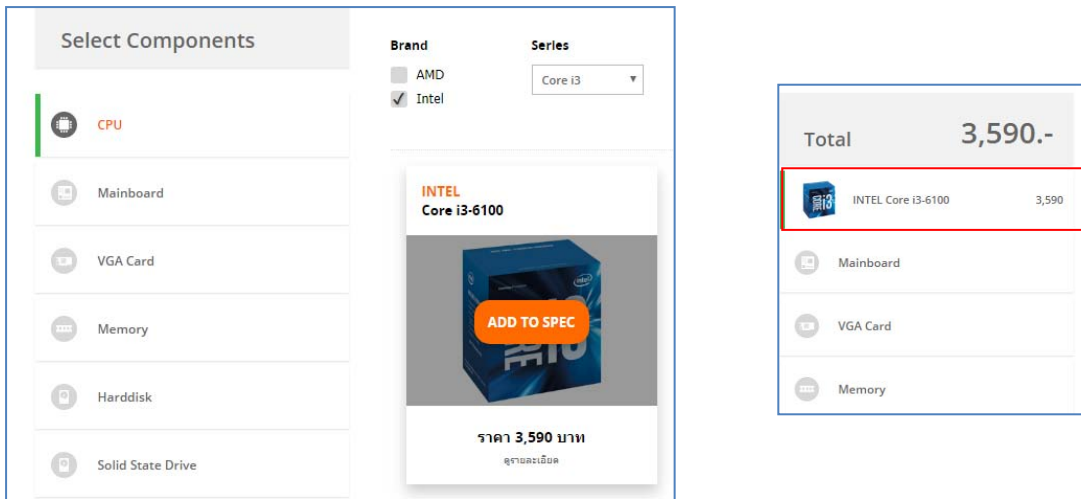 Select Components
CPU
Mainboard
VGA Card
Memory
Harddisk
Solid State Drive
Brand
AMD
Intel
Series
Core i3
INTEL
Core i3-6100
ADD TO SPEC
ราคา 3,590 บาท
ดูรายละเอียด
Total 3,590.-
INTEL Core i3-6100 3,590
Mainboard
VGA Card
Memory